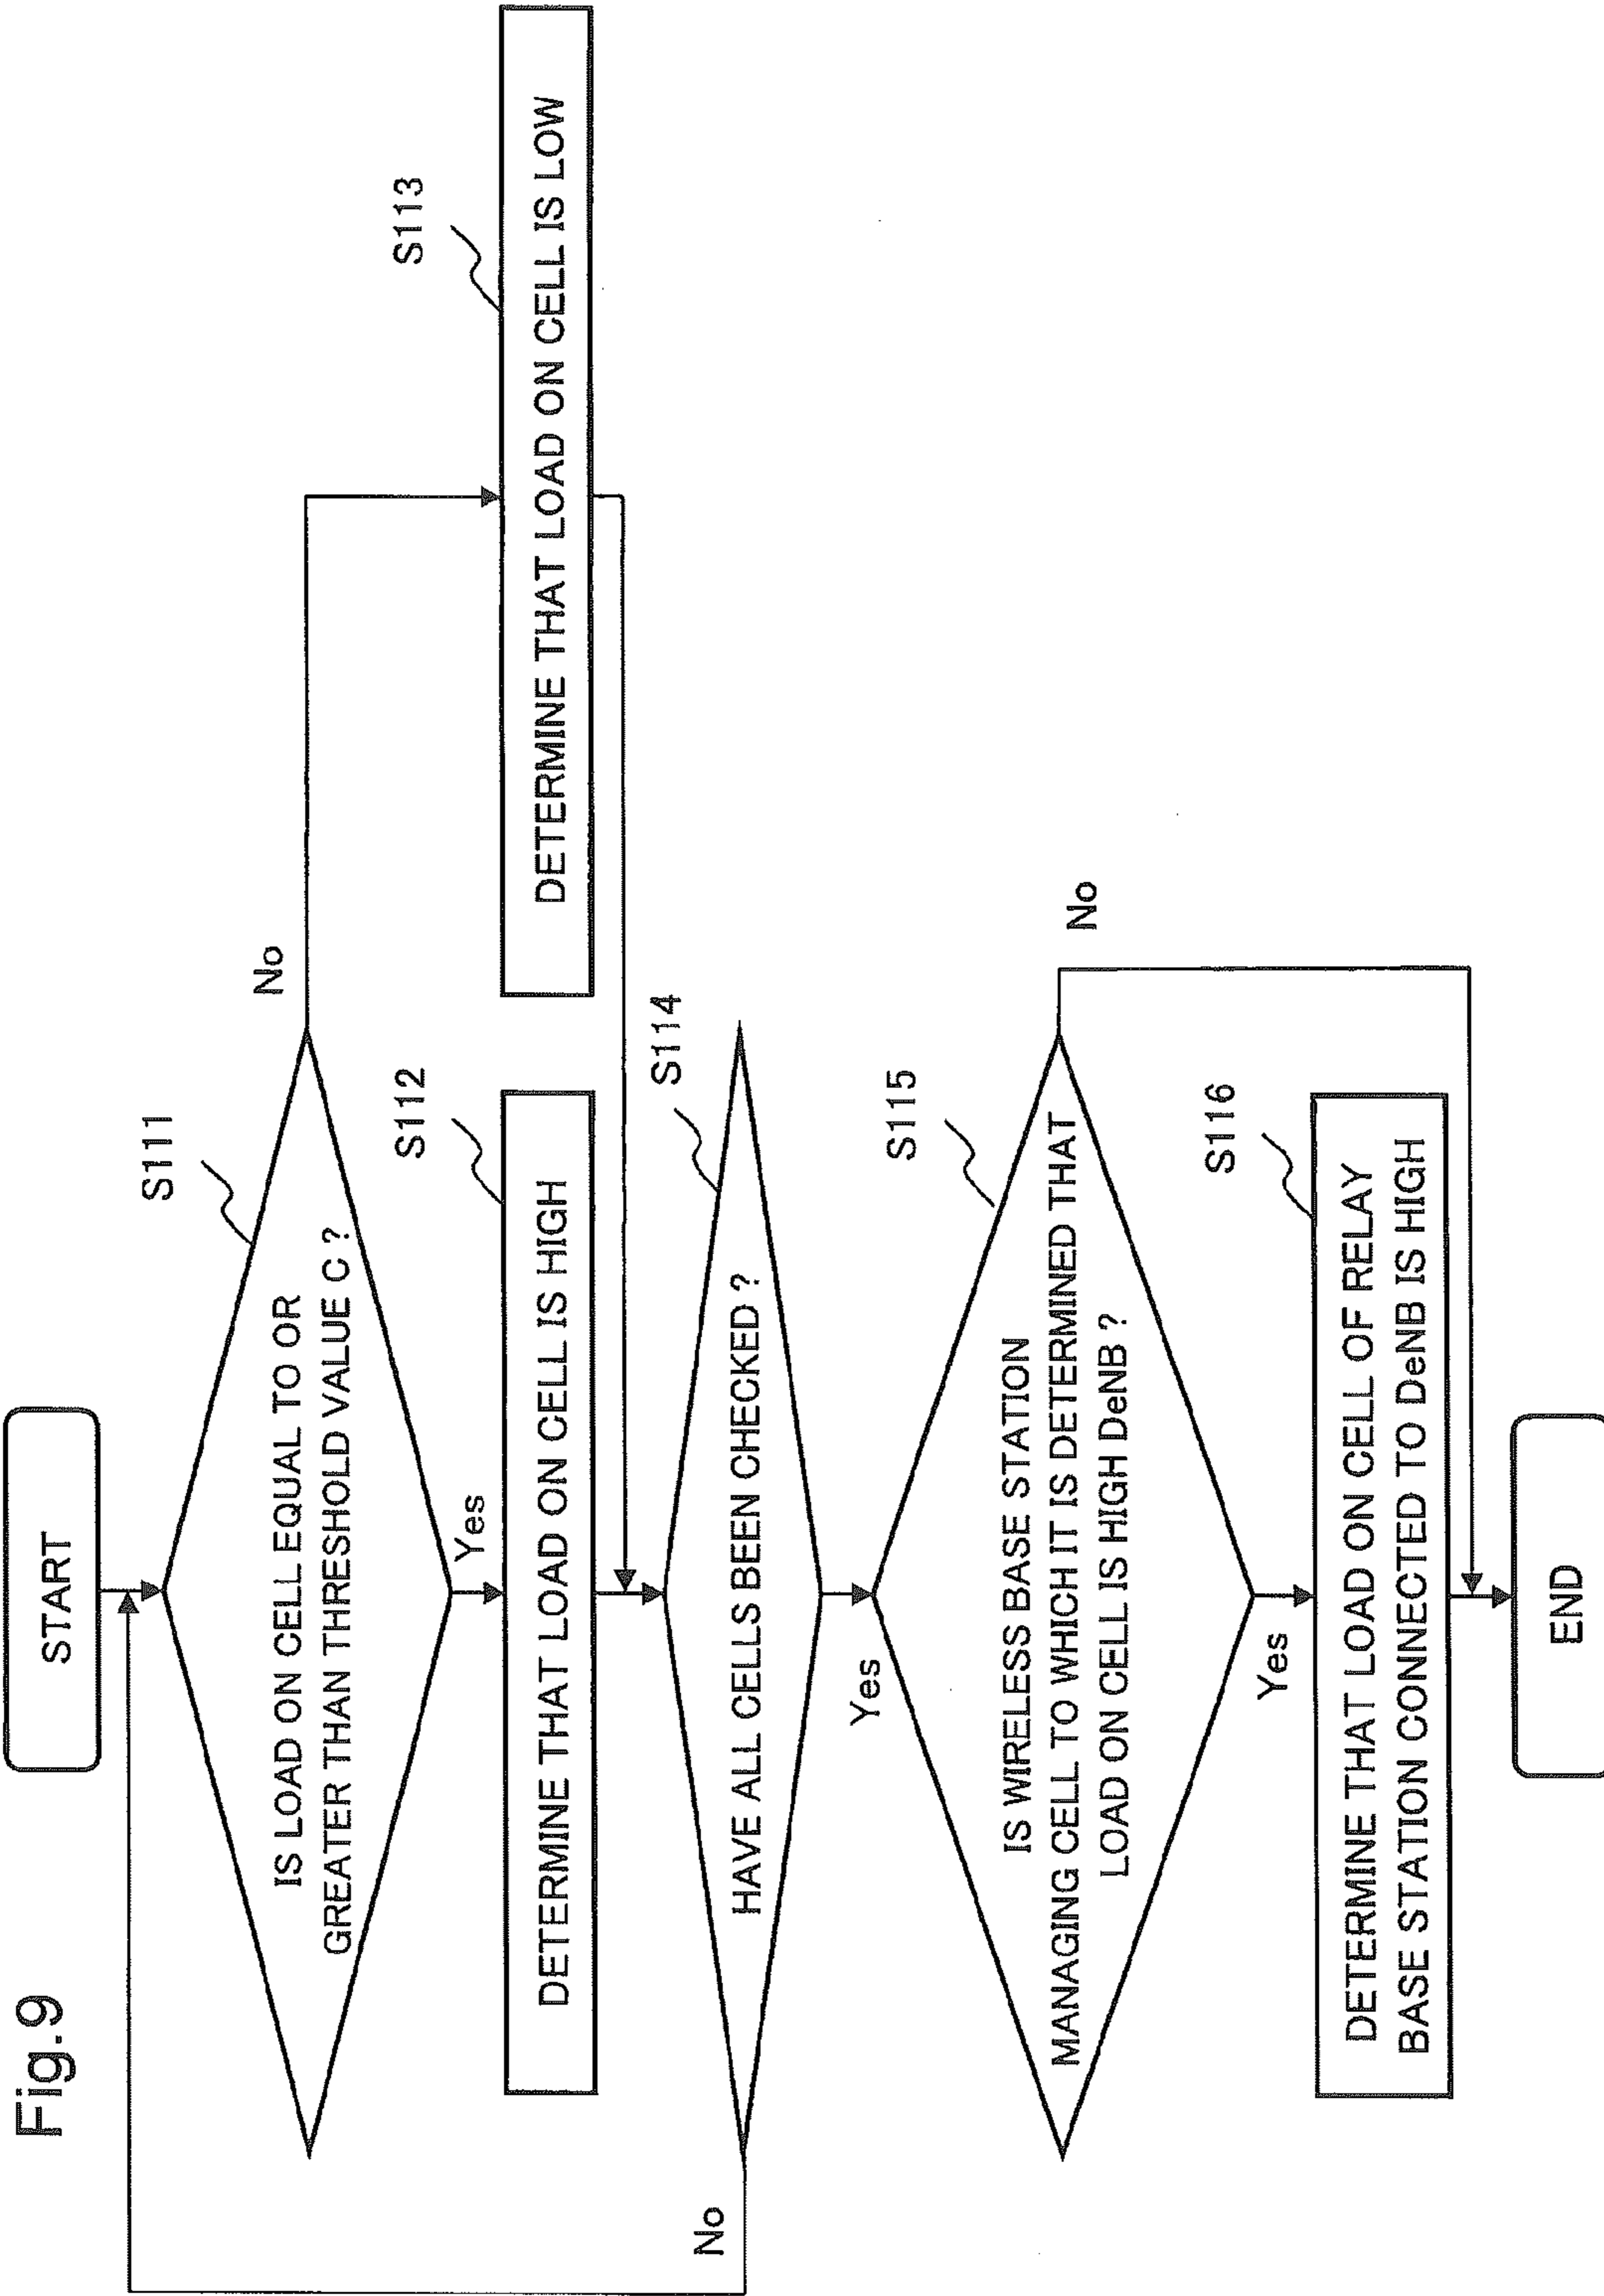 Fig.9
START
S111
IS LOAD ON CELL EQUAL TO OR
GREATER THAN THRESHOLD VALUE C ?
No
Yes
S112
DETERMINE THAT LOAD ON CELL IS HIGH
S113
DETERMINE THAT LOAD ON CELL IS LOW
S114
HAVE ALL CELLS BEEN CHECKED ?
No
Yes
S115
IS WIRELESS BASE STATION
MANAGING CELL TO WHICH IT IS DETERMINED THAT
LOAD ON CELL IS HIGH DeNB ?
No
Yes
S116
DETERMINE THAT LOAD ON CELL OF RELAY
BASE STATION CONNECTED TO DeNB IS HIGH
END